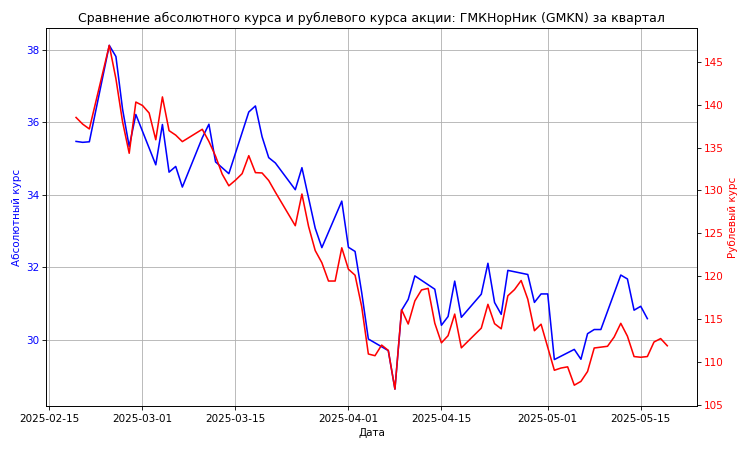 Сравнение абсолютного курса и рублевого курса акции: ГМКНорНик (GMKN) за квартал
38
36
34
32
30
Абсолютный курс
145
140
135
130
125
120
115
110
105
Рублевый курс
2025-02-15 2025-03-01 2025-03-15 2025-04-01 2025-04-15 2025-05-01 2025-05-15
Дата